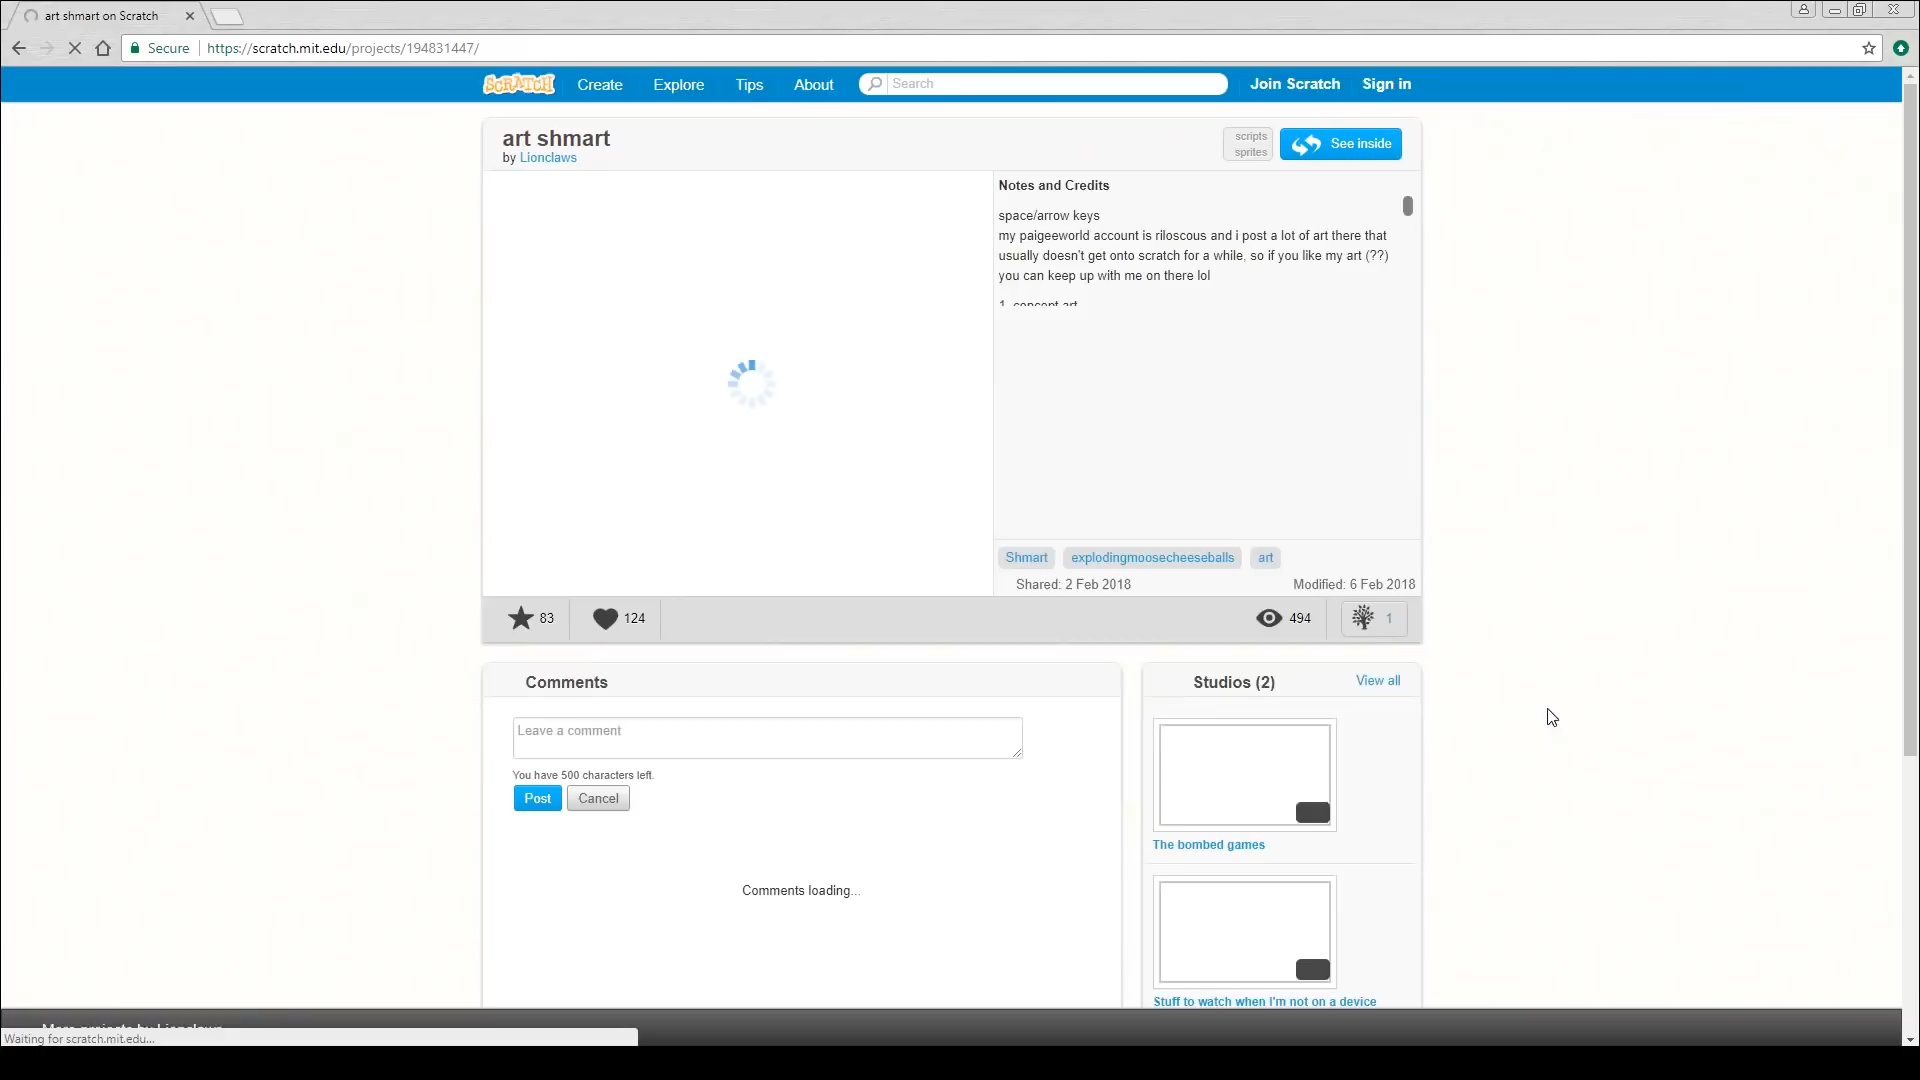 art shmart on Scratch
Secure
https://scratch.mit.edu/projects/194831447/
SCRATCH
Create
Explore
Tips
About
Search
Join Scratch
Sign in
art shmart
by Lionclaws
scripts
sprites
See inside
Notes and Credits
space/arrow keys
my paigeeworld account is riloscous and i post a lot of art there that
usually doesn't get onto scratch for a while, so if you like my art (??)
you can keep up with me on there lol
1. concept art
Shmart
explodingmoosecheeseballs
art
Shared: 2 Feb 2018
Modified: 6 Feb 2018
83
124
494
1
Comments
Leave a comment
You have 500 characters left.
Post
Cancel
Comments loading...
Studios (2)
View all
The bombed games
Stuff to watch when I'm not on a device
More projects by Lionclaws
Waiting for scratch.mit.edu...